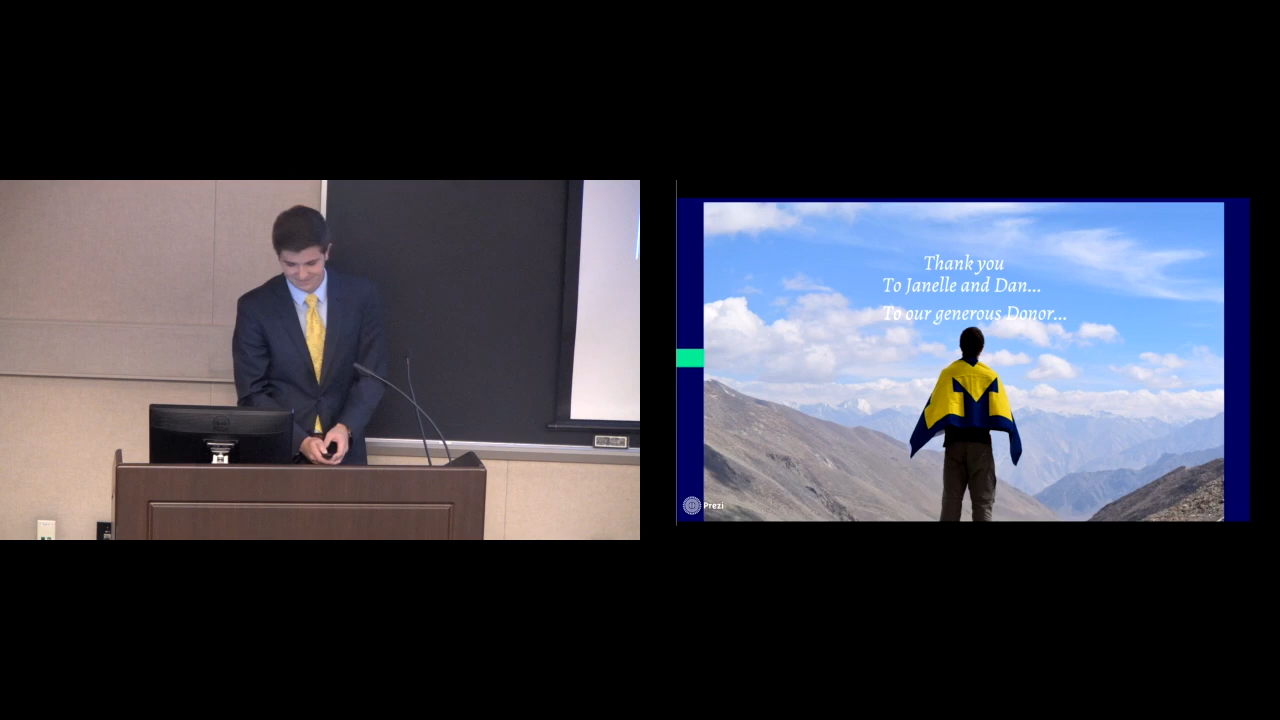 Thank you
To Janelle and Dan...
To our generous Donor...
M
Prezi